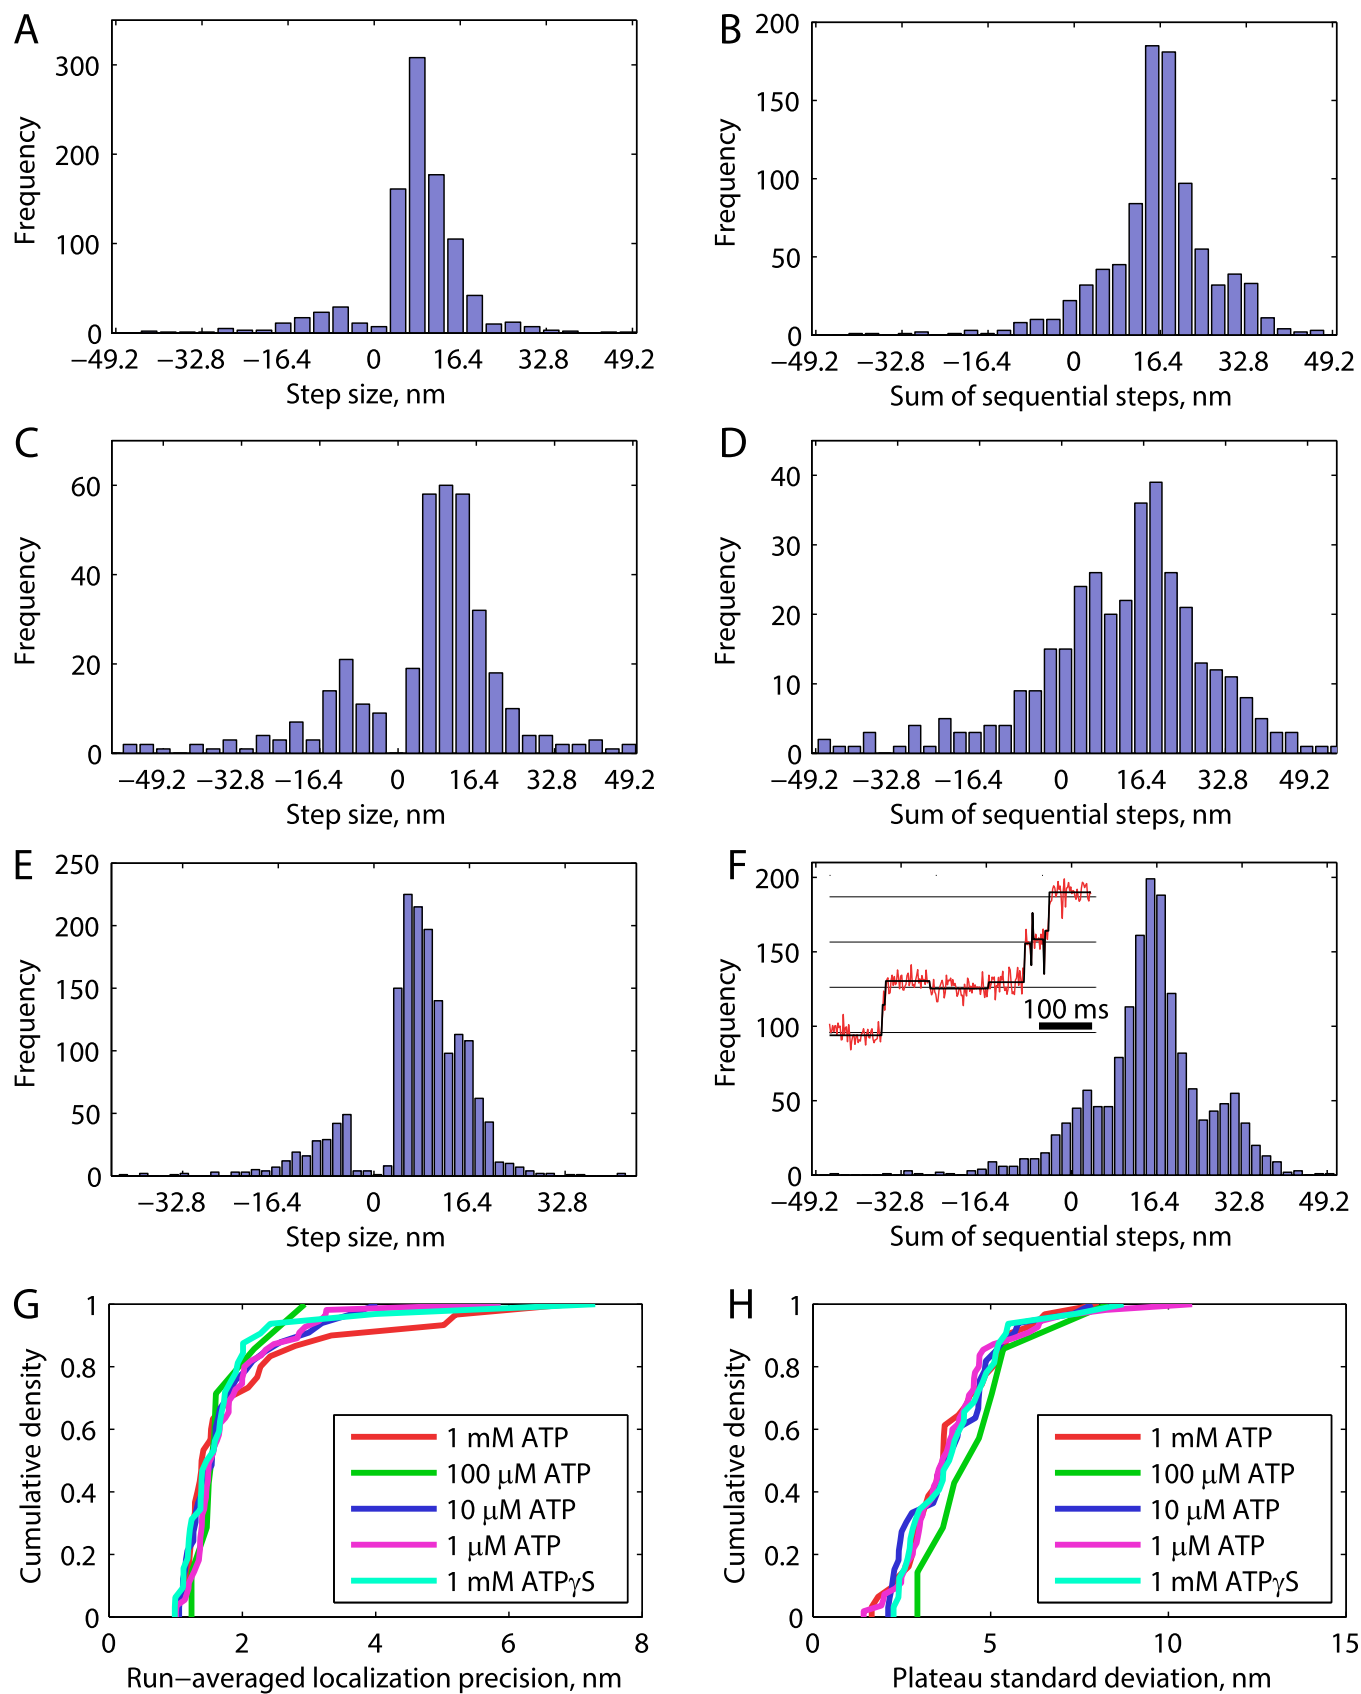 A
Frequency
300
200
100
0
−49.2 −32.8 −16.4 0 16.4 32.8 49.2
Step size, nm
B
Frequency
200
150
100
50
0
−49.2 −32.8 −16.4 0 16.4 32.8 49.2
Sum of sequential steps, nm
C
Frequency
60
40
20
0
−49.2 −32.8 −16.4 0 16.4 32.8 49.2
Step size, nm
D
Frequency
40
30
20
10
0
−49.2 −32.8 −16.4 0 16.4 32.8 49.2
Sum of sequential steps, nm
E
Frequency
250
200
150
100
50
0
−32.8 −16.4 0 16.4 32.8
Step size, nm
F
Frequency
200
150
100
50
0
100 ms
−49.2 −32.8 −16.4 0 16.4 32.8 49.2
Sum of sequential steps, nm
G
Cumulative density
1
0.8
0.6
0.4
0.2
0
1 mM ATP
100 μM ATP
10 μM ATP
1 μM ATP
1 mM ATPγS
0 2 4 6 8
Run−averaged localization precision, nm
H
Cumulative density
1
0.8
0.6
0.4
0.2
0
1 mM ATP
100 μM ATP
10 μM ATP
1 μM ATP
1 mM ATPγS
0 5 10 15
Plateau standard deviation, nm